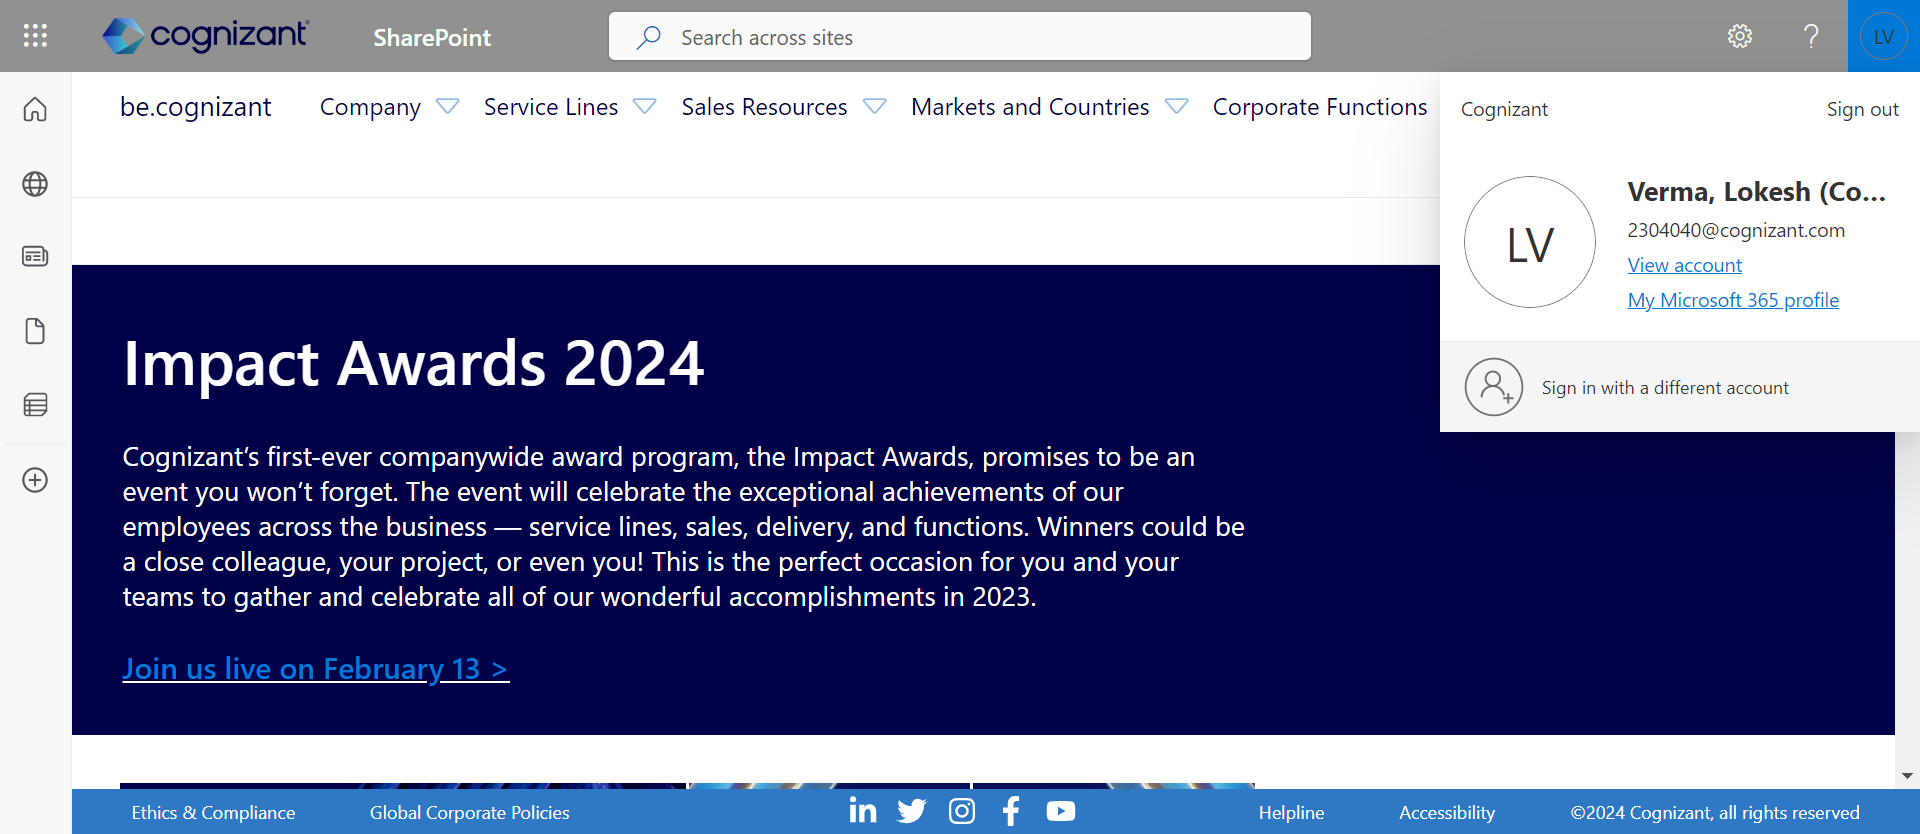 cognizant
SharePoint
Search across sites
LV
be.cognizant
Company
Service Lines
Sales Resources
Markets and Countries
Corporate Functions
Cognizant
Sign out
LV
Verma, Lokesh (Co...
2304040@cognizant.com
View account
My Microsoft 365 profile
Sign in with a different account
Impact Awards 2024
Cognizant’s first-ever companywide award program, the Impact Awards, promises to be an
event you won’t forget. The event will celebrate the exceptional achievements of our
employees across the business — service lines, sales, delivery, and functions. Winners could be
a close colleague, your project, or even you! This is the perfect occasion for you and your
teams to gather and celebrate all of our wonderful accomplishments in 2023.
Join us live on February 13 >
Ethics & Compliance
Global Corporate Policies
Helpline
Accessibility
©2024 Cognizant, all rights reserved